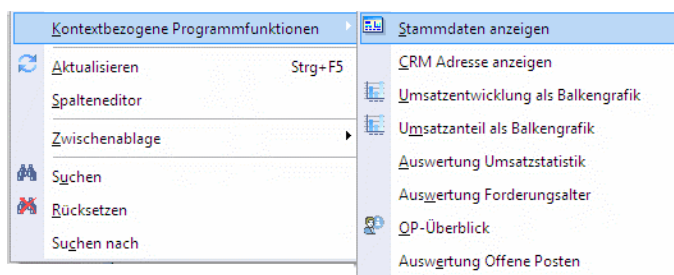 Kontextbezogene Programmfunktionen
Aktualisieren Strg+F5
Spalteneditor
Zwischenablage
Suchen
Rücksetzen
Suchen nach
Stammdaten anzeigen
CRM Adresse anzeigen
Umsatzentwicklung als Balkengrafik
Umsatzanteil als Balkengrafik
Auswertung Umsatzstatistik
Auswertung Forderungsalter
OP-Überblick
Auswertung Offene Posten